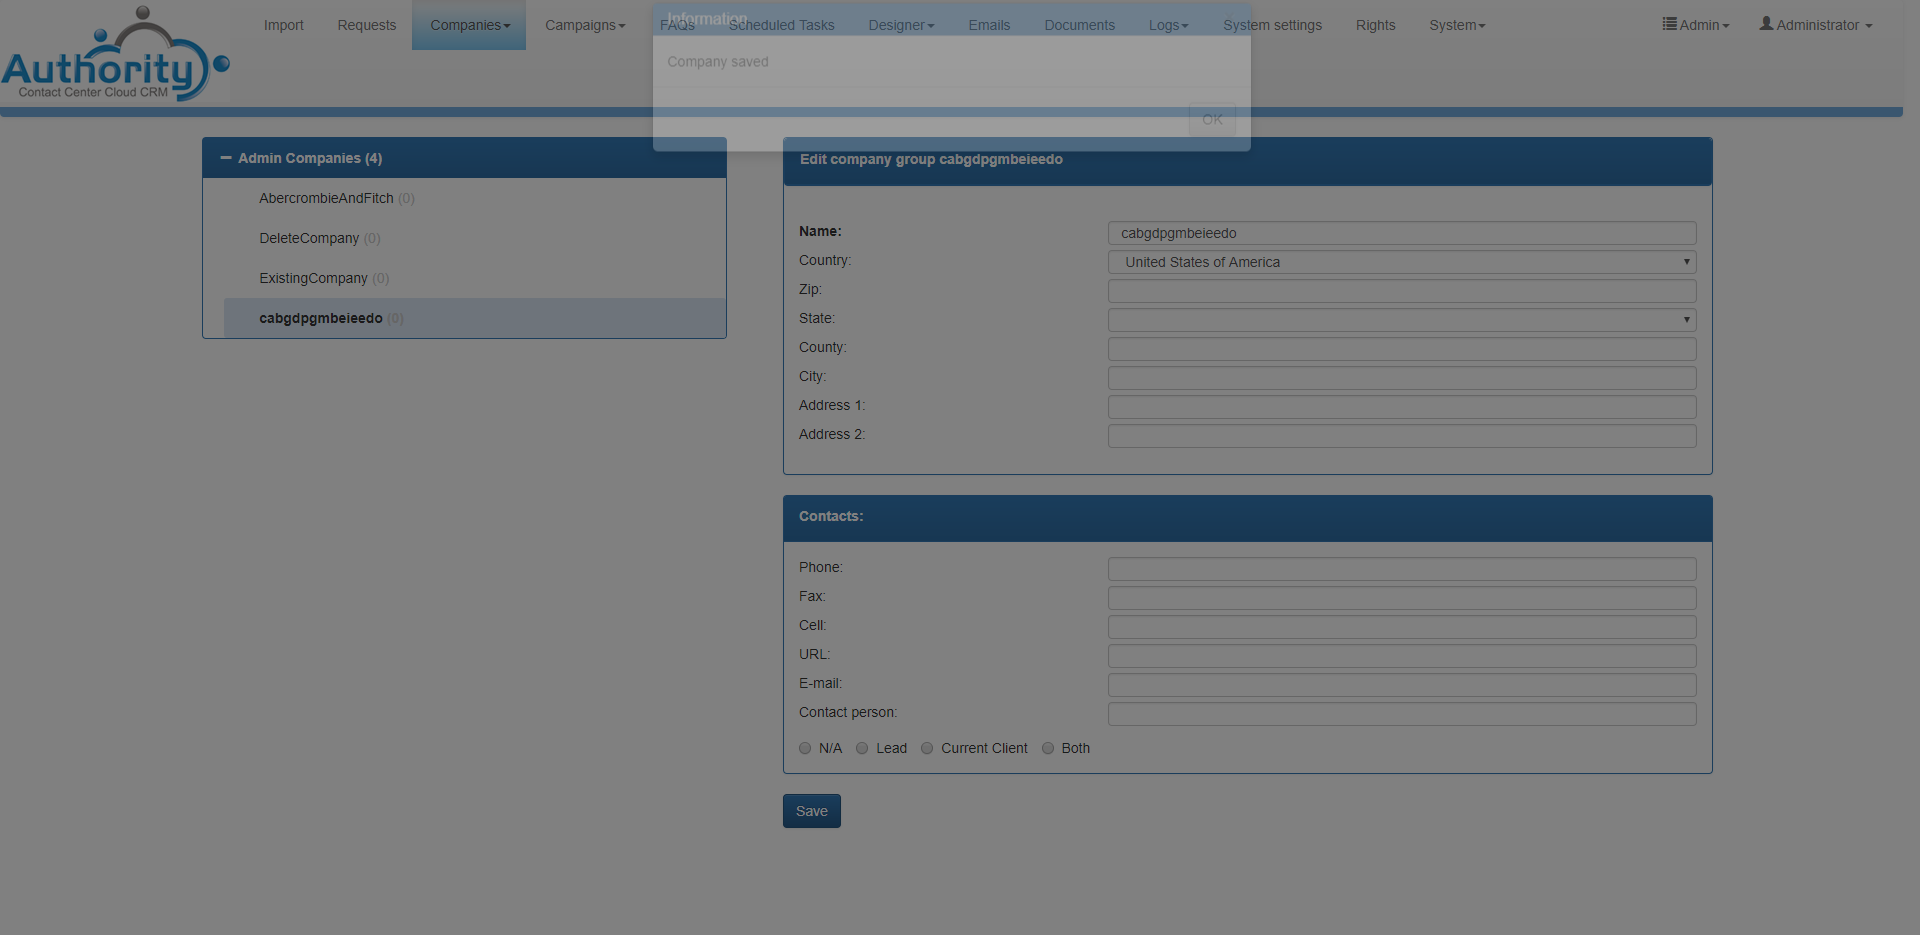 Import Requests Companies Campaigns FAQs Scheduled Tasks Designer Emails Documents Logs System settings Rights System Admin Administrator
Authority
Contact Center Cloud CRM
Information
Company saved
OK
Admin Companies (4)
AbercrombieAndFitch (0)
DeleteCompany (0)
ExistingCompany (0)
cabgdpgmbeieedo (0)
Edit company group cabgdpgmbeieedo
Name: cabgdpgmbeieedo
Country: United States of America
Zip:
State:
County:
City:
Address 1:
Address 2:
Contacts:
Phone:
Fax:
Cell:
URL:
E-mail:
Contact person:
N/A Lead Current Client Both
Save